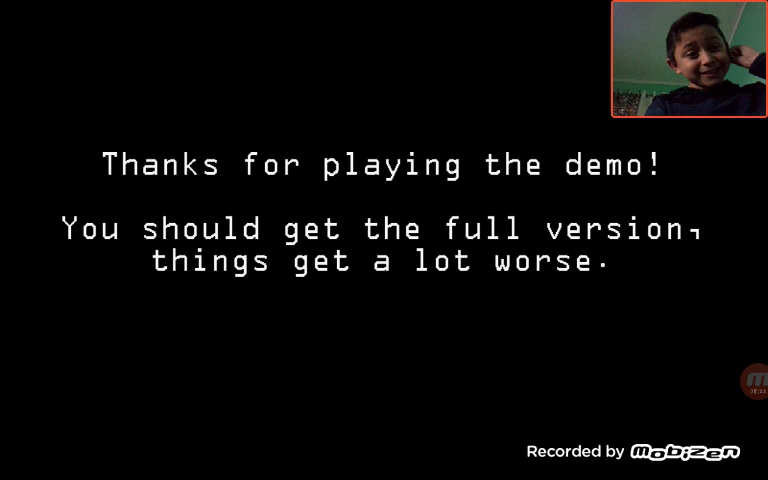 Thanks for playing the demo!
You should get the full version,
things get a lot worse.
Recorded by mobizen